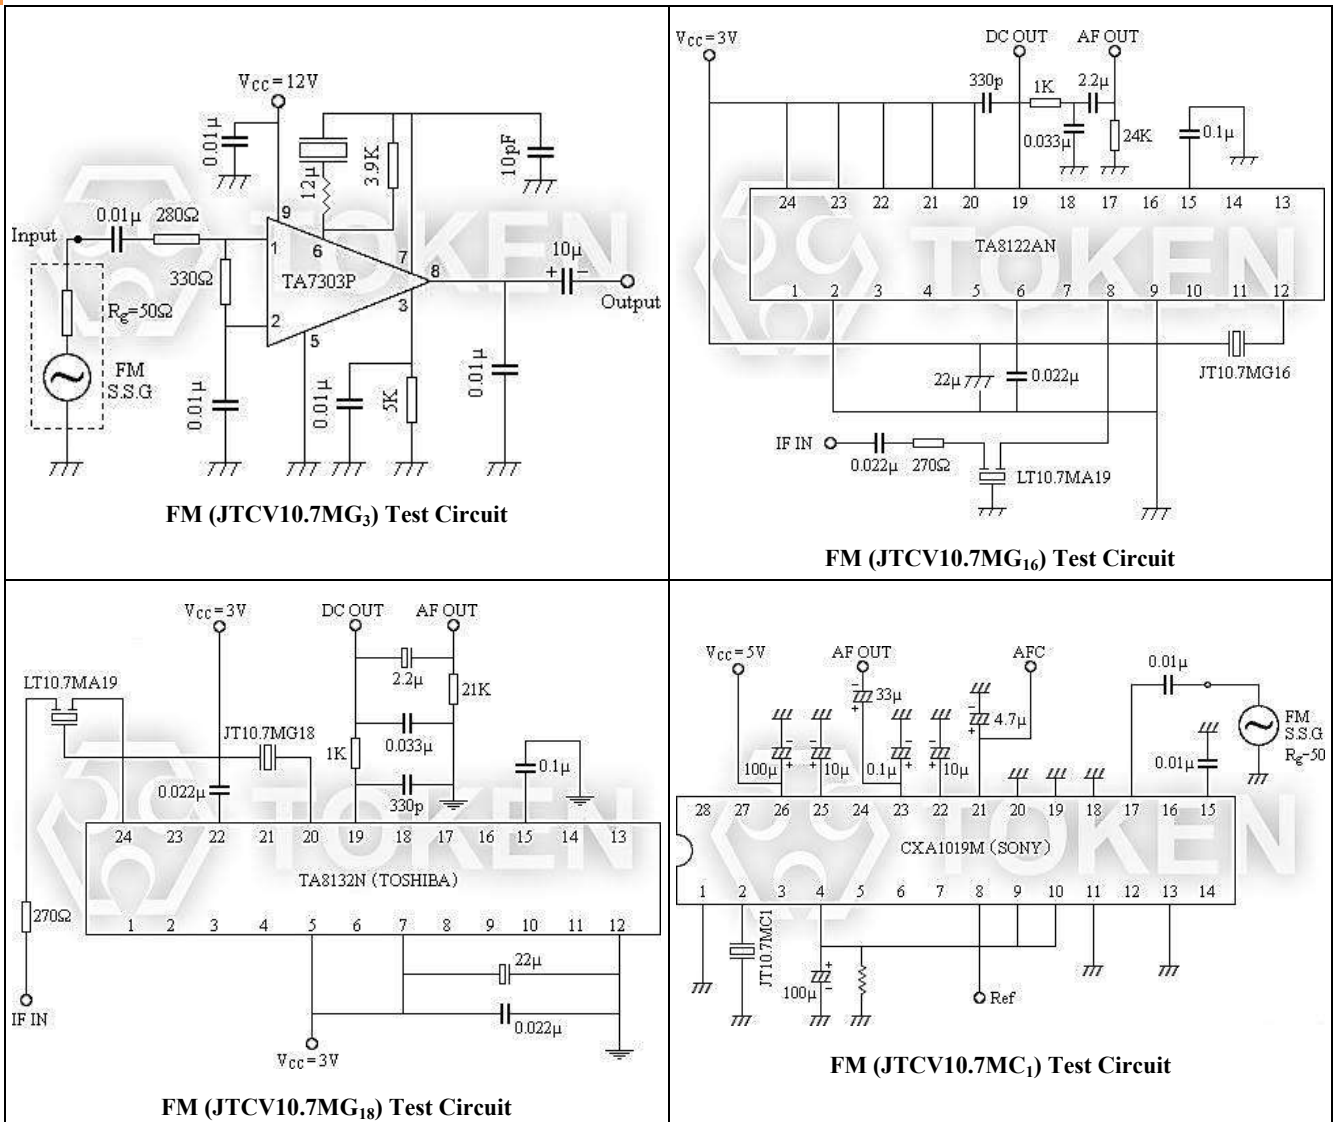 VCC=12V
0.01μ
12μ
3.9K
10pF
Input
0.01μ
280Ω
330Ω
9
1
6
7
8
TA7303P
2
3
5
10μ
+
−
Output
Rg=50Ω
FM
S.S.G
0.01μ
0.01μ
5K
0.01μ
TOKEN
FM (JTCV10.7MG3) Test Circuit
VCC=3V
DC OUT
AF OUT
330p
1K
2.2μ
0.033μ
24K
0.1μ
24 23 22 21 20 19 18 17 16 15 14 13
TA8122AN
1 2 3 4 5 6 7 8 9 10 11 12
TOKEN
22μ
0.022μ
JT10.7MG16
IF IN
0.022μ
270Ω
LT10.7MA19
FM (JTCV10.7MG16) Test Circuit
VCC=3V
DC OUT
AF OUT
LT10.7MA19
2.2μ
21K
JT10.7MG18
1K
0.033μ
0.1μ
0.022μ
330p
24 23 22 21 20 19 18 17 16 15 14 13
TA8132N (TOSHIBA)
1 2 3 4 5 6 7 8 9 10 11 12
TOKEN
270Ω
22μ
0.022μ
IF IN
VCC=3V
FM (JTCV10.7MG18) Test Circuit
VCC=5V
AF OUT
AFC
0.01μ
−
33μ
+
−
4.7μ
+
FM
S.S.G
Rg-50
−
100μ
+
−
10μ
+
−
0.1μ
+
−
10μ
+
0.01μ
28 27 26 25 24 23 22 21 20 19 18 17 16 15
CXA1019M (SONY)
1 2 3 4 5 6 7 8 9 10 11 12 13 14
TOKEN
JT10.7MC1
100μ
+
−
Ref
FM (JTCV10.7MC1) Test Circuit